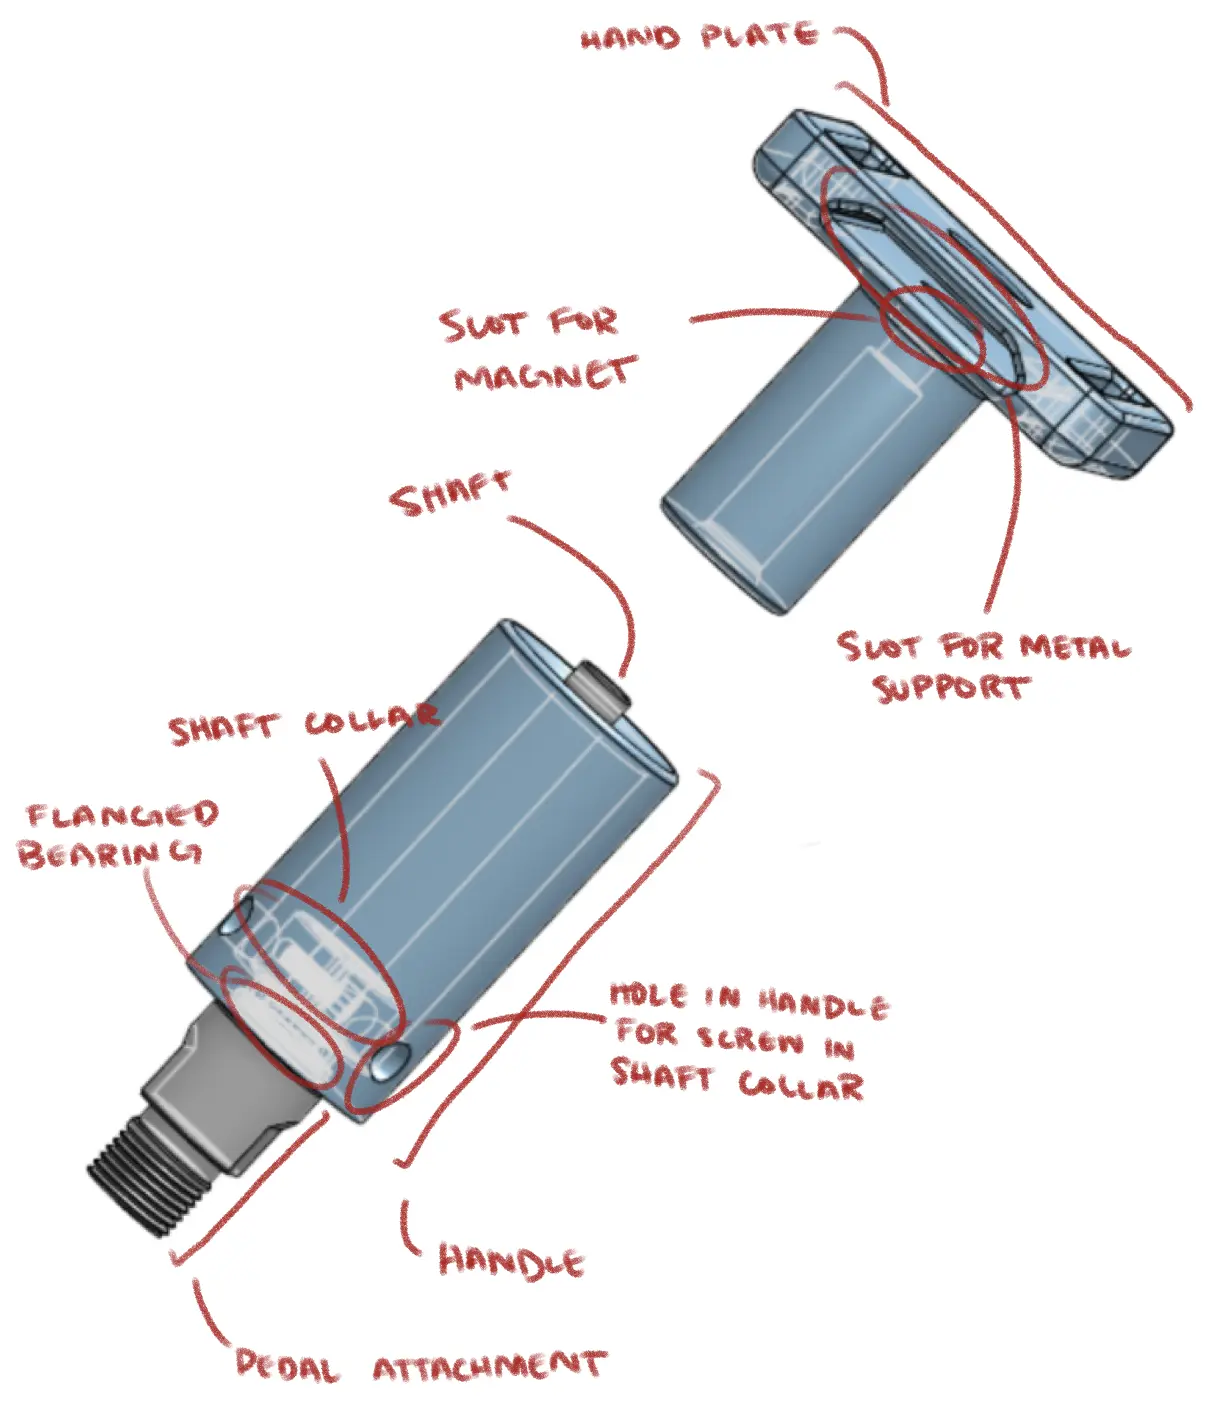 HAND PLATE
SLOT FOR
MAGNET
SHAFT
SLOT FOR METAL
SUPPORT
SHAFT COLLAR
FLANGED
BEARING
HOLE IN HANDLE
FOR SCREW IN
SHAFT COLLAR
HANDLE
PEDAL ATTACHMENT